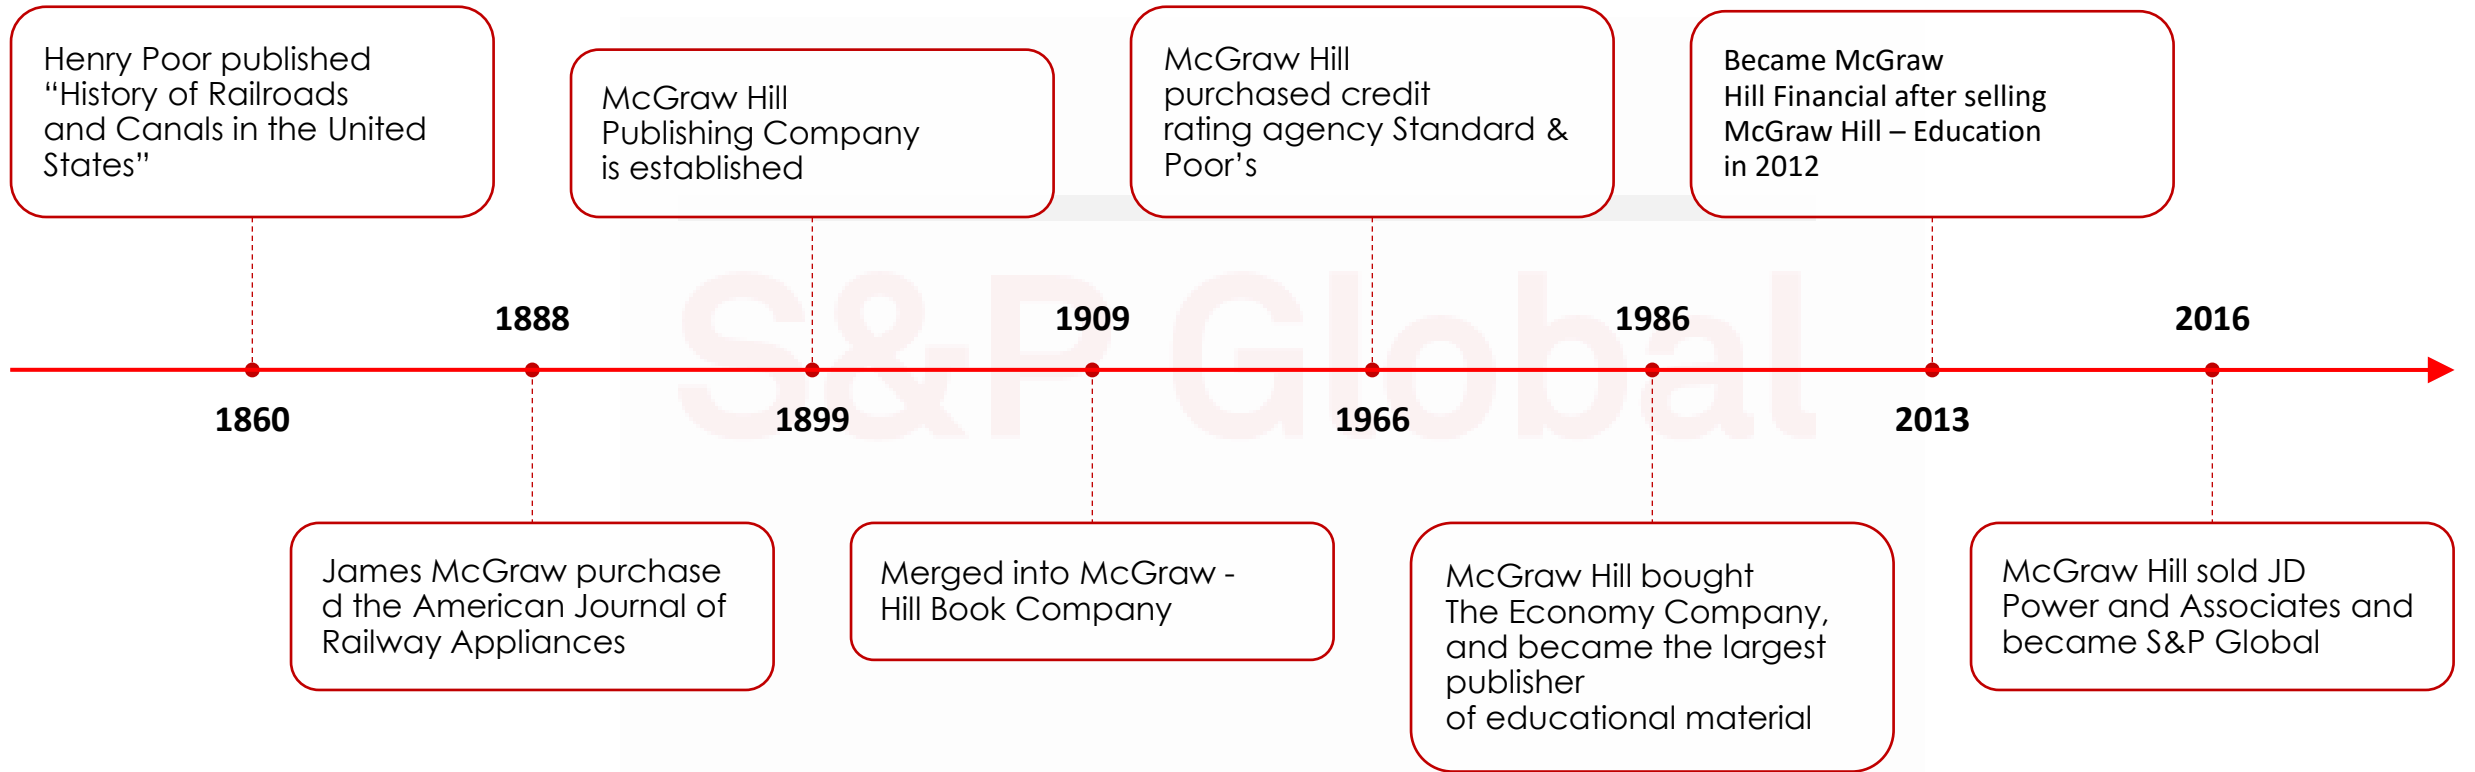 Henry Poor published
“History of Railroads
and Canals in the United
States”
1860
1888
James McGraw purchase
d the American Journal of
Railway Appliances
McGraw Hill
Publishing Company
is established
1899
1909
Merged into McGraw -
Hill Book Company
McGraw Hill
purchased credit
rating agency Standard &
Poor’s
1966
1986
McGraw Hill bought
The Economy Company,
and became the largest
publisher
of educational material
Became McGraw
Hill Financial after selling
McGraw Hill – Education
in 2012
2013
2016
McGraw Hill sold JD
Power and Associates and
became S&P Global
S&P Global